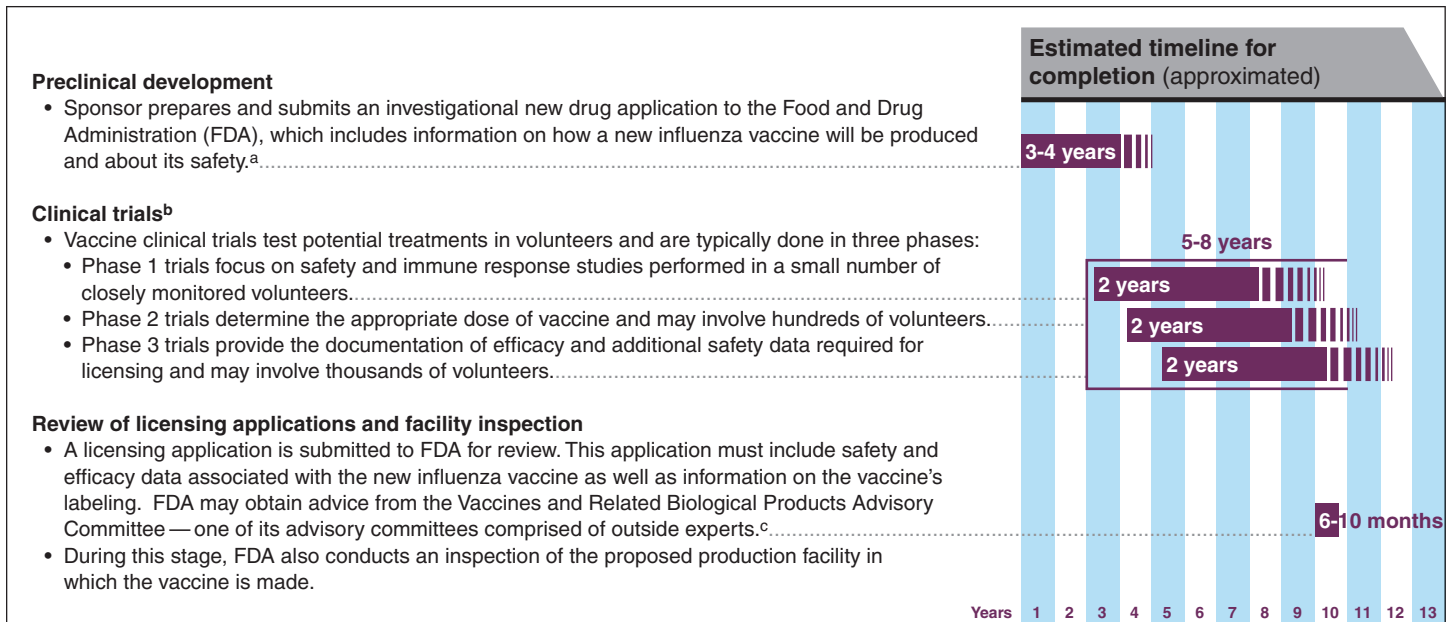 Estimated timeline for
completion (approximated)
Preclinical development
• Sponsor prepares and submits an investigational new drug application to the Food and Drug
Administration (FDA), which includes information on how a new influenza vaccine will be produced
and about its safety.a
3-4 years
Clinical trialsb
• Vaccine clinical trials test potential treatments in volunteers and are typically done in three phases:
5-8 years
• Phase 1 trials focus on safety and immune response studies performed in a small number of
closely monitored volunteers.
2 years
• Phase 2 trials determine the appropriate dose of vaccine and may involve hundreds of volunteers.
2 years
• Phase 3 trials provide the documentation of efficacy and additional safety data required for
licensing and may involve thousands of volunteers.
2 years
Review of licensing applications and facility inspection
• A licensing application is submitted to FDA for review. This application must include safety and
efficacy data associated with the new influenza vaccine as well as information on the vaccine's
labeling. FDA may obtain advice from the Vaccines and Related Biological Products Advisory
Committee — one of its advisory committees comprised of outside experts.c
6-10 months
• During this stage, FDA also conducts an inspection of the proposed production facility in
which the vaccine is made.
Years 1 2 3 4 5 6 7 8 9 10 11 12 13